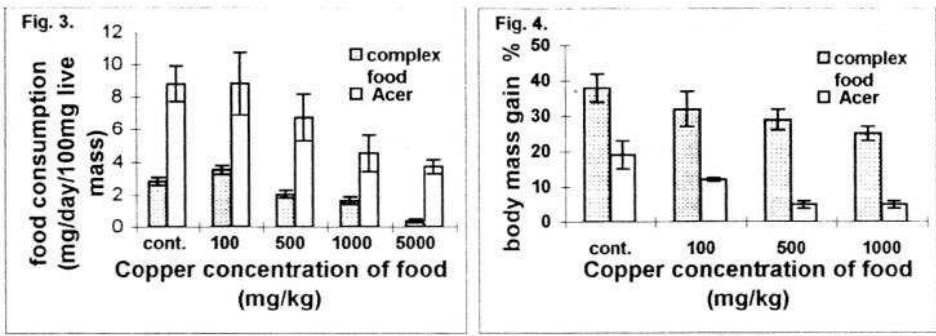 Fig. 3.
food consumption
(mg/day/100mg live
mass)
12
10
8
6
4
2
0
complex
food
Acer
cont. 100 500 1000 5000
Copper concentration of food
(mg/kg)
Fig. 4.
body mass gain %
50
40
30
20
10
0
complex
food
Acer
cont. 100 500 1000
Copper concentration of food
(mg/kg)